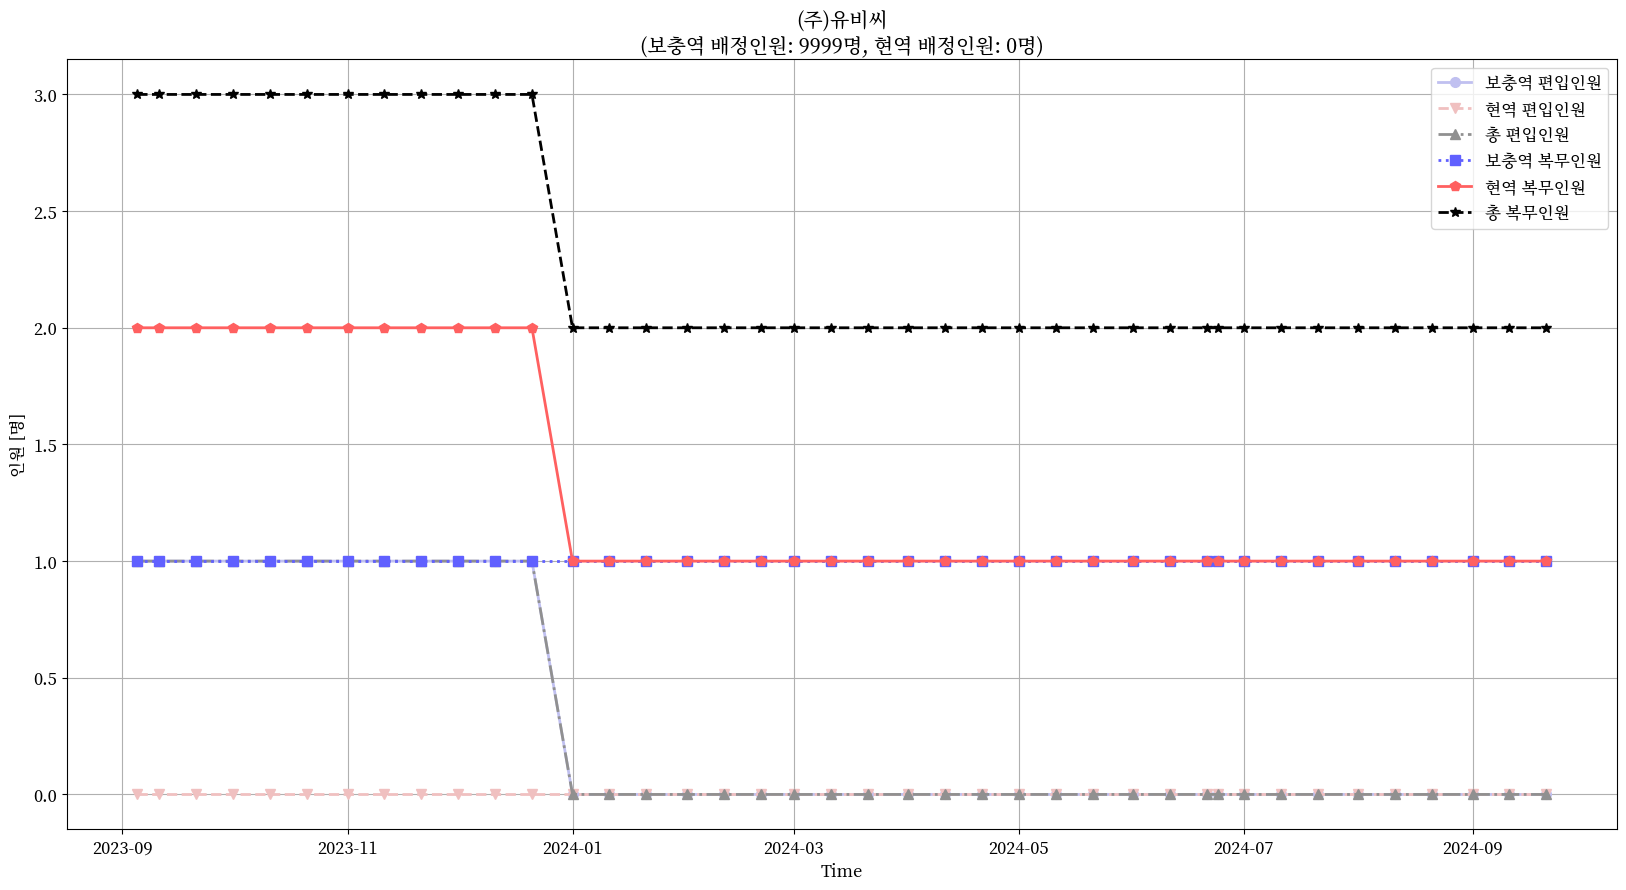 (주)유비씨
(보충역 배정인원: 9999명, 현역 배정인원: 0명)
보충역 편입인원
현역 편입인원
총 편입인원
보충역 복무인원
현역 복무인원
총 복무인원
인원 [명]
3.0
2.5
2.0
1.5
1.0
0.5
0.0
2023-09
2023-11
2024-01
2024-03
2024-05
2024-07
2024-09
Time